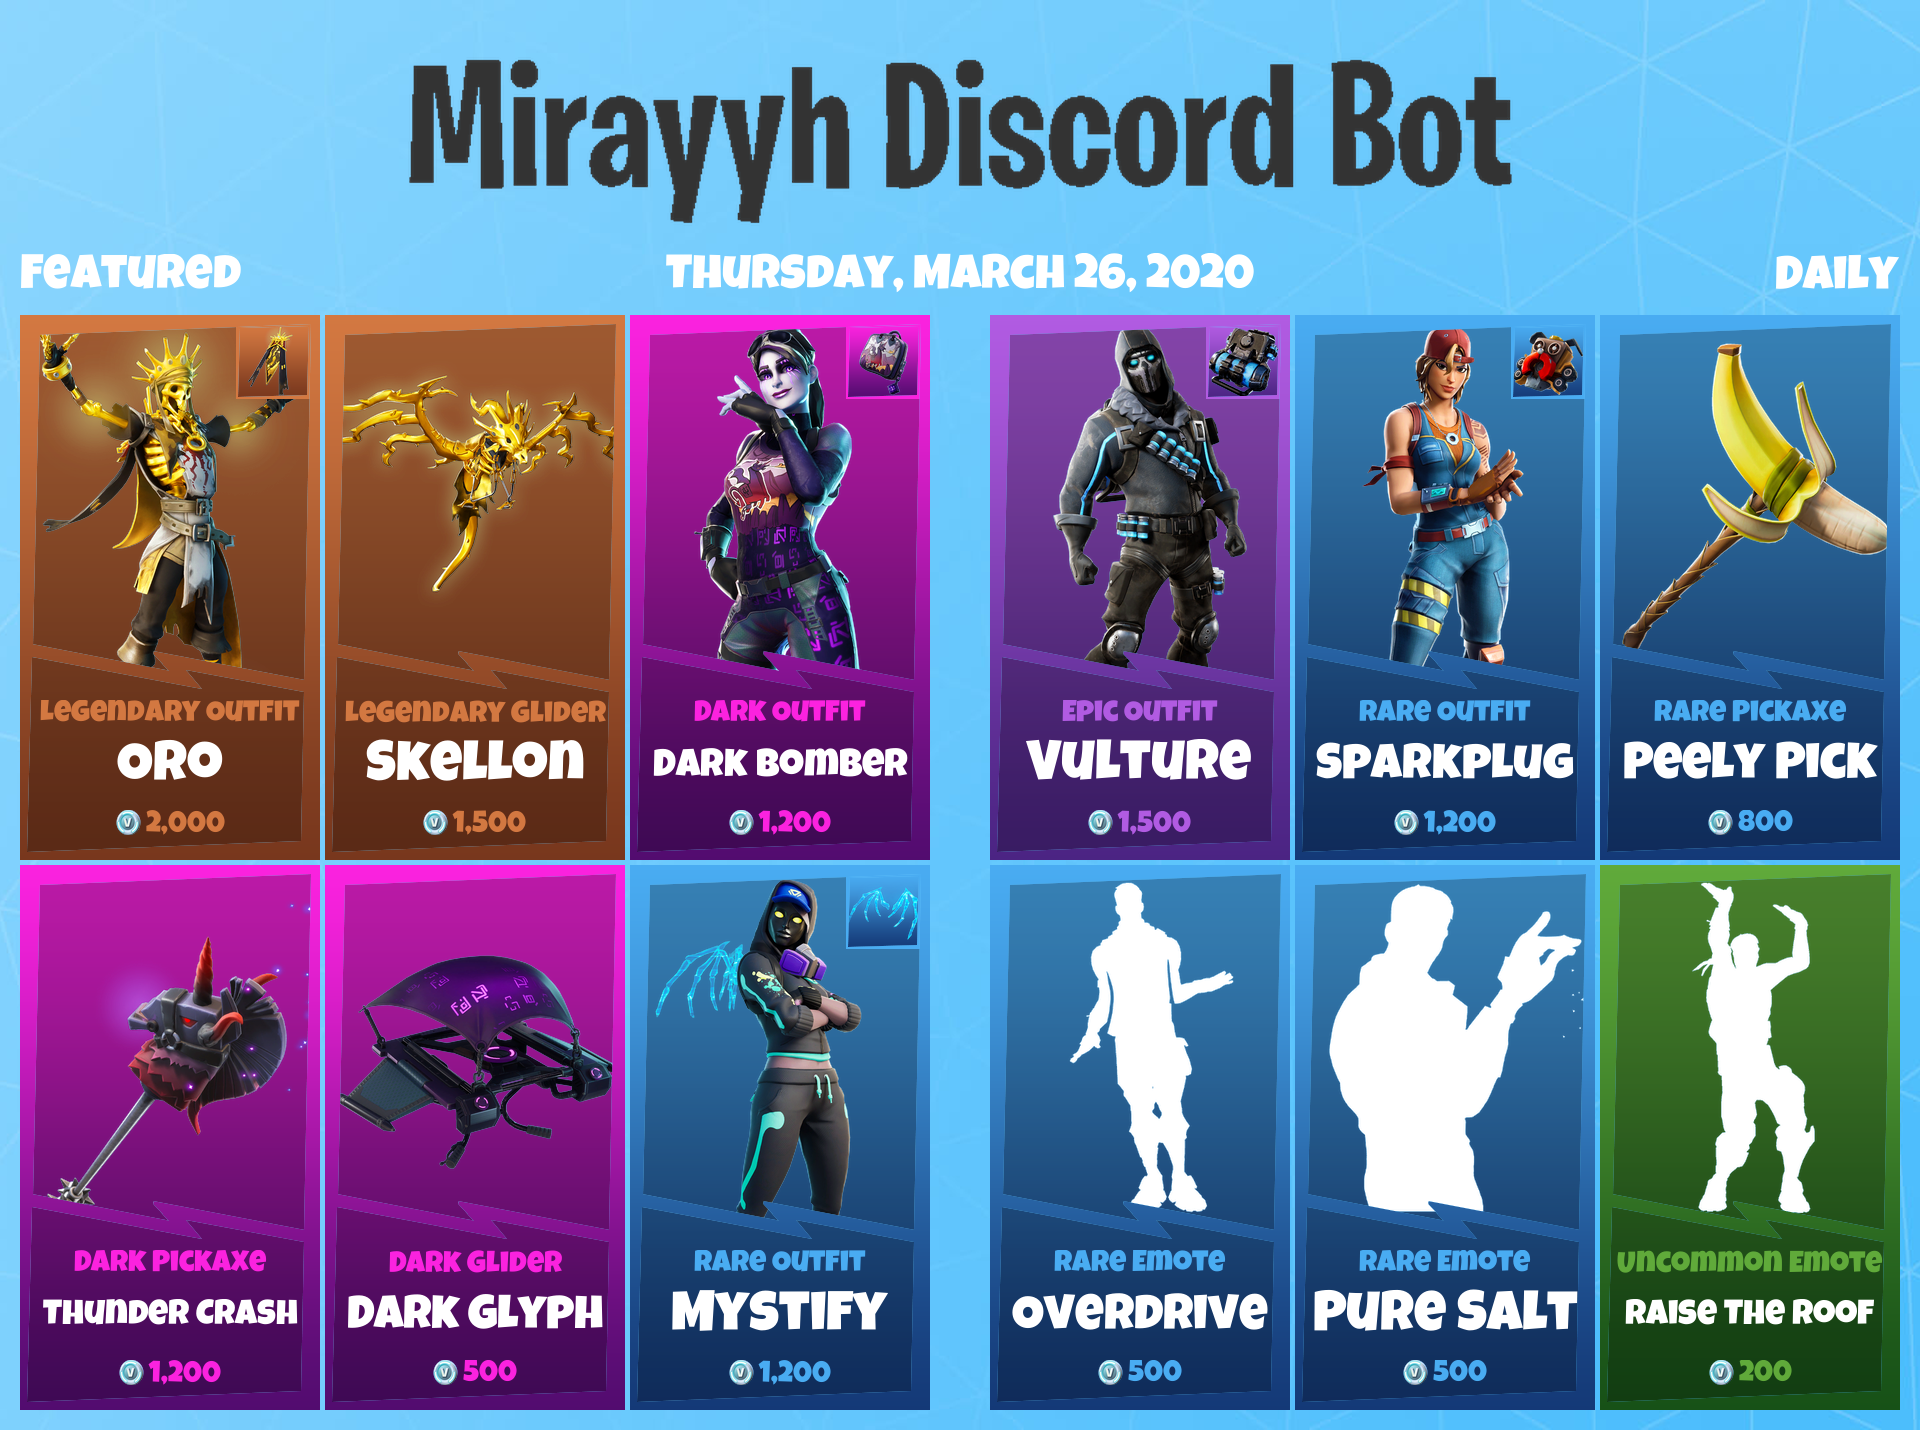 Mirayyh Discord Bot
FEATURED
THURSDAY, MARCH 26, 2020
DAILY
LEGENDARY OUTFIT
ORO
2,000
LEGENDARY GLIDER
SKELLON
1,500
DARK OUTFIT
DARK BOMBER
1,200
EPIC OUTFIT
VULTURE
1,500
RARE OUTFIT
SPARKPLUG
1,200
RARE PICKAXE
PEELY PICK
800
DARK PICKAXE
THUNDER CRASH
1,200
DARK GLIDER
DARK GLYPH
500
RARE OUTFIT
MYSTIFY
1,200
RARE EMOTE
OVERDRIVE
500
RARE EMOTE
PURE SALT
500
UNCOMMON EMOTE
RAISE THE ROOF
200